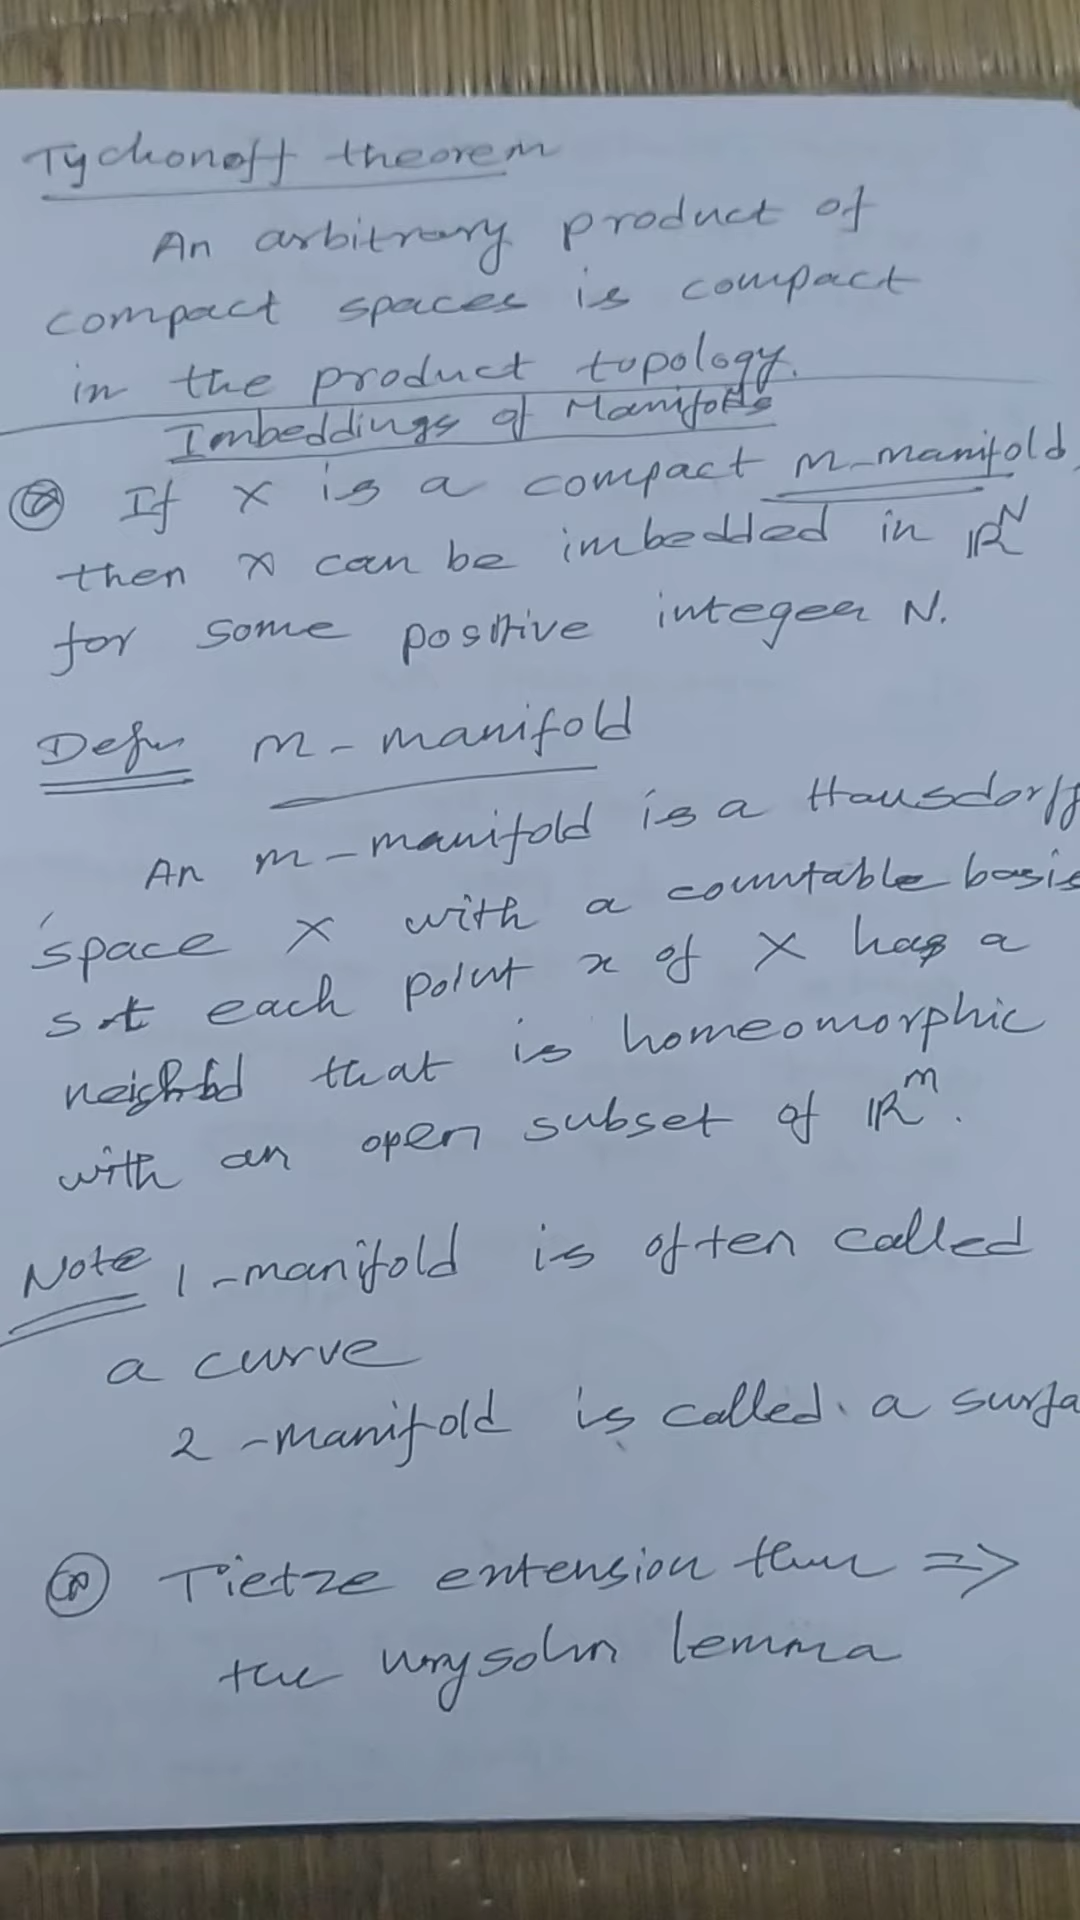 Tychonoff theorem
An arbitrary product of
compact spaces is compact
in the product topology.
Imbeddings of Manifolds
If X is a compact m-manifold,
then X can be imbedded in ℝᴺ
for some positive integer N.
Defn m-manifold
An m-manifold is a Hausdorff
space X with a countable basis
s.t each point x of X has a
neighbd that is homeomorphic
with an open subset of ℝᵐ.
Note 1-manifold is often called
a curve
2-manifold is called a surfa
Tietze extension thm =>
the Urysohn lemma